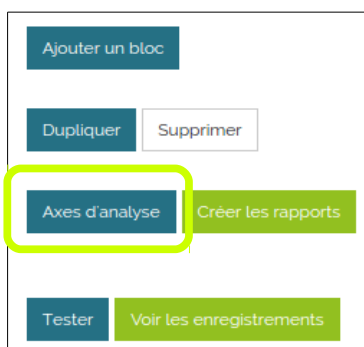 Ajouter un bloc
Dupliquer Supprimer
Axes d'analyse Créer les rapports
Tester Voir les enregistrements